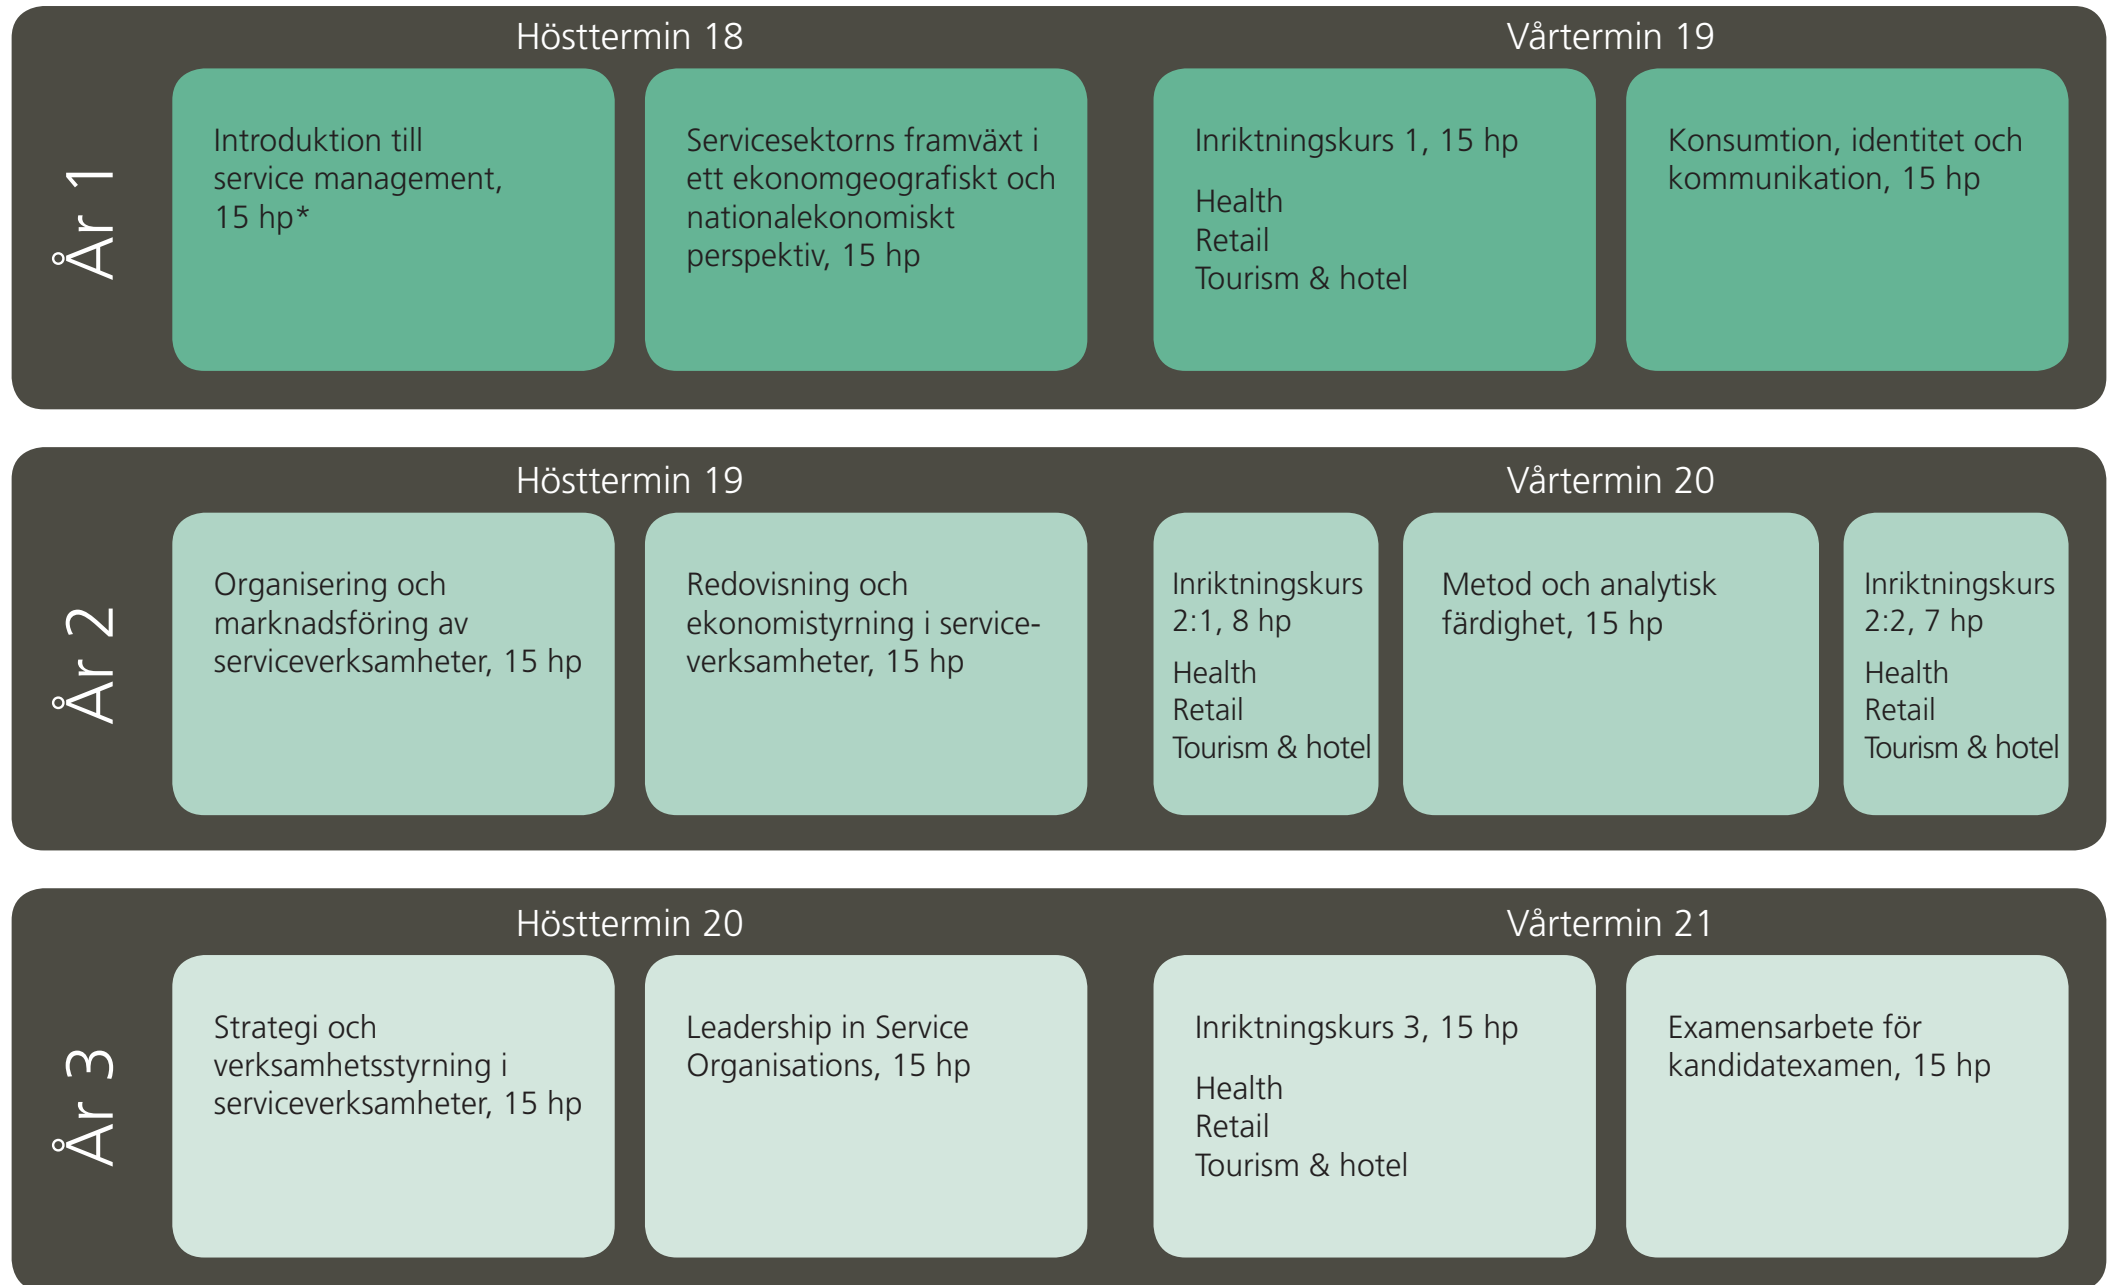 Hösttermin 18
Vårtermin 19
År 1
Introduktion till
service management,
15 hp*
Servicesektorns framväxt i
ett ekonomgeografiskt och
nationalekonomiskt
perspektiv, 15 hp
Inriktningskurs 1, 15 hp
Health
Retail
Tourism & hotel
Konsumtion, identitet och
kommunikation, 15 hp
Hösttermin 19
Vårtermin 20
År 2
Organisering och
marknadsföring av
serviceverksamheter, 15 hp
Redovisning och
ekonomistyrning i service-
verksamheter, 15 hp
Inriktningskurs
2:1, 8 hp
Health
Retail
Tourism & hotel
Metod och analytisk
färdighet, 15 hp
Inriktningskurs
2:2, 7 hp
Health
Retail
Tourism & hotel
Hösttermin 20
Vårtermin 21
År 3
Strategi och
verksamhetsstyrning i
serviceverksamheter, 15 hp
Leadership in Service
Organisations, 15 hp
Inriktningskurs 3, 15 hp
Health
Retail
Tourism & hotel
Examensarbete för
kandidatexamen, 15 hp